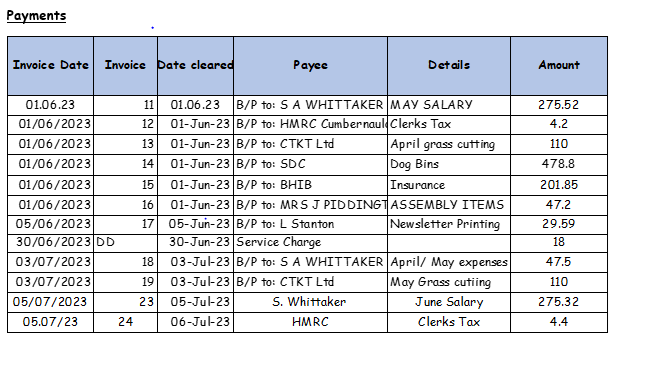 Payments
Invoice Date Invoice Date cleared Payee Details Amount
01.06.23 11 01.06.23 B/P to: S A WHITTAKER MAY SALARY 275.52
01/06/2023 12 01-Jun-23 B/P to: HMRC Cumbernauld Clerks Tax 4.2
01/06/2023 13 01-Jun-23 B/P to: CTKT Ltd April grass cutting 110
01/06/2023 14 01-Jun-23 B/P to: SDC Dog Bins 478.8
01/06/2023 15 01-Jun-23 B/P to: BHIB Insurance 201.85
01/06/2023 16 01-Jun-23 B/P to: MRS J PIDDINGT ASSEMBLY ITEMS 47.2
05/06/2023 17 05-Jun-23 B/P to: L Stanton Newsletter Printing 29.59
30/06/2023 DD 30-Jun-23 Service Charge 18
03/07/2023 18 03-Jul-23 B/P to: S A WHITTAKER April/ May expenses 47.5
03/07/2023 19 03-Jul-23 B/P to: CTKT Ltd May Grass cutiing 110
05/07/2023 23 05-Jul-23 S. Whittaker June Salary 275.32
05.07/23 24 06-Jul-23 HMRC Clerks Tax 4.4